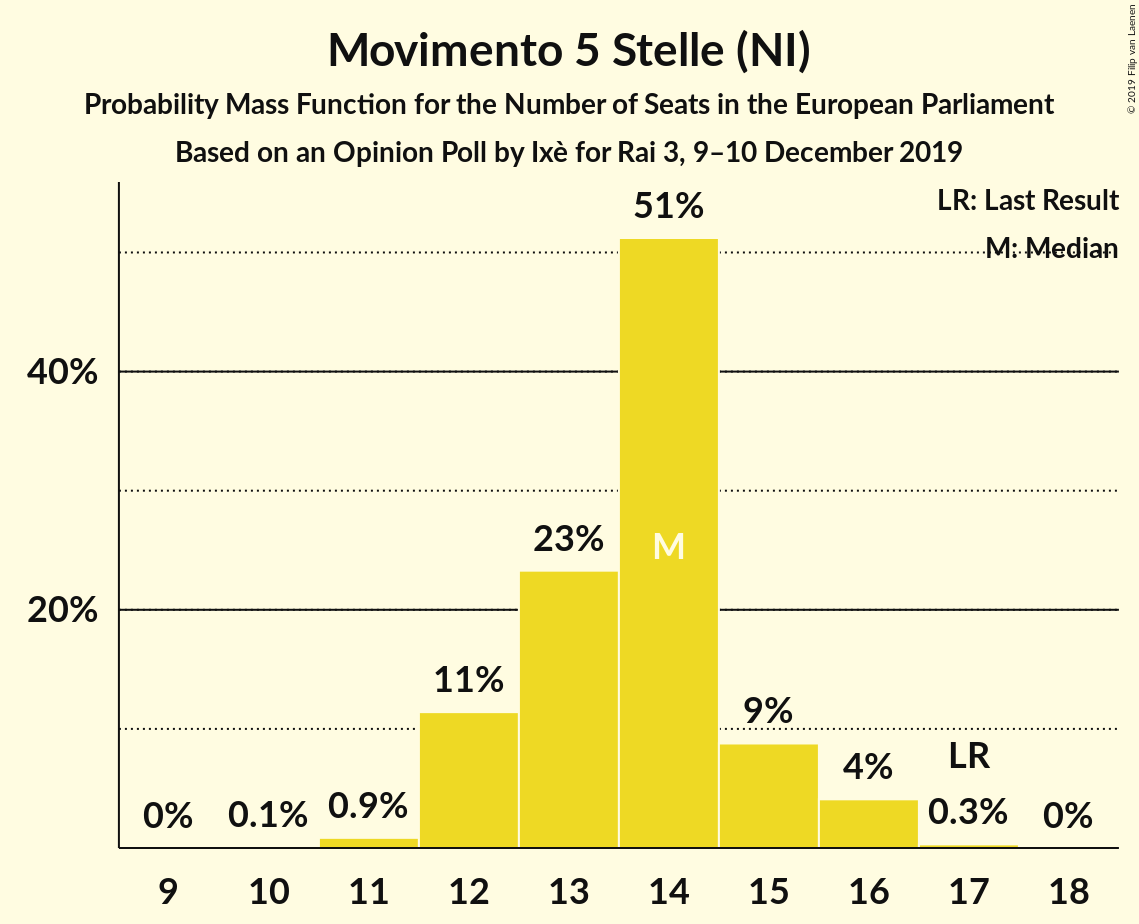 Movimento 5 Stelle (NI)
Probability Mass Function for the Number of Seats in the European Parliament
Based on an Opinion Poll by Ixè for Rai 3, 9–10 December 2019
© 2019 Filip van Laenen
LR: Last Result
M: Median
51%
40%
23%
M
20%
11%
9%
4%
LR
0%
0.1%
0.9%
0.3%
0%
9 10 11 12 13 14 15 16 17 18